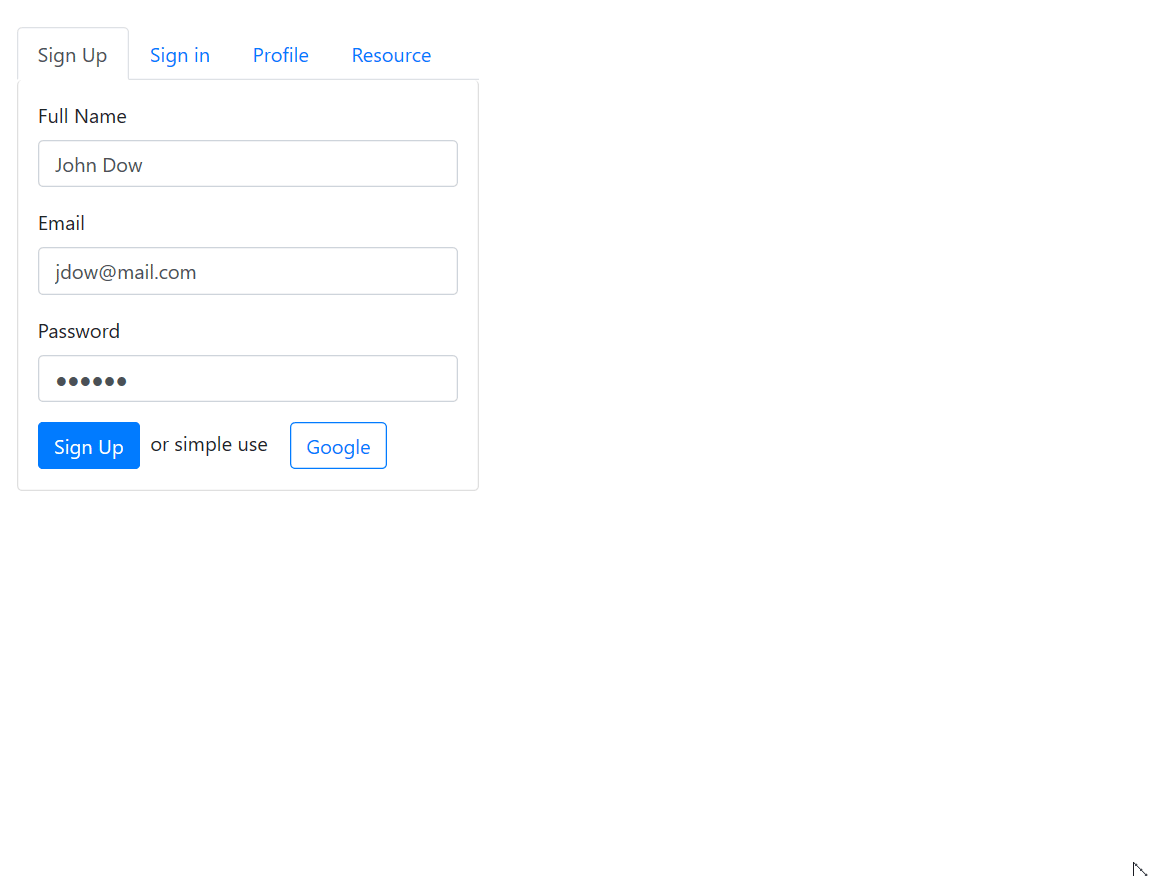 Sign Up Sign in Profile Resource
Full Name
John Dow
Email
jdow@mail.com
Password
●●●●●●
Sign Up or simple use Google